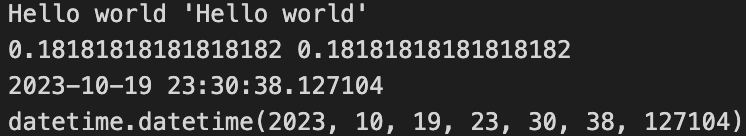 Hello world 'Hello world'
0.18181818181818182 0.18181818181818182
2023-10-19 23:30:38.127104
datetime.datetime(2023, 10, 19, 23, 30, 38, 127104)